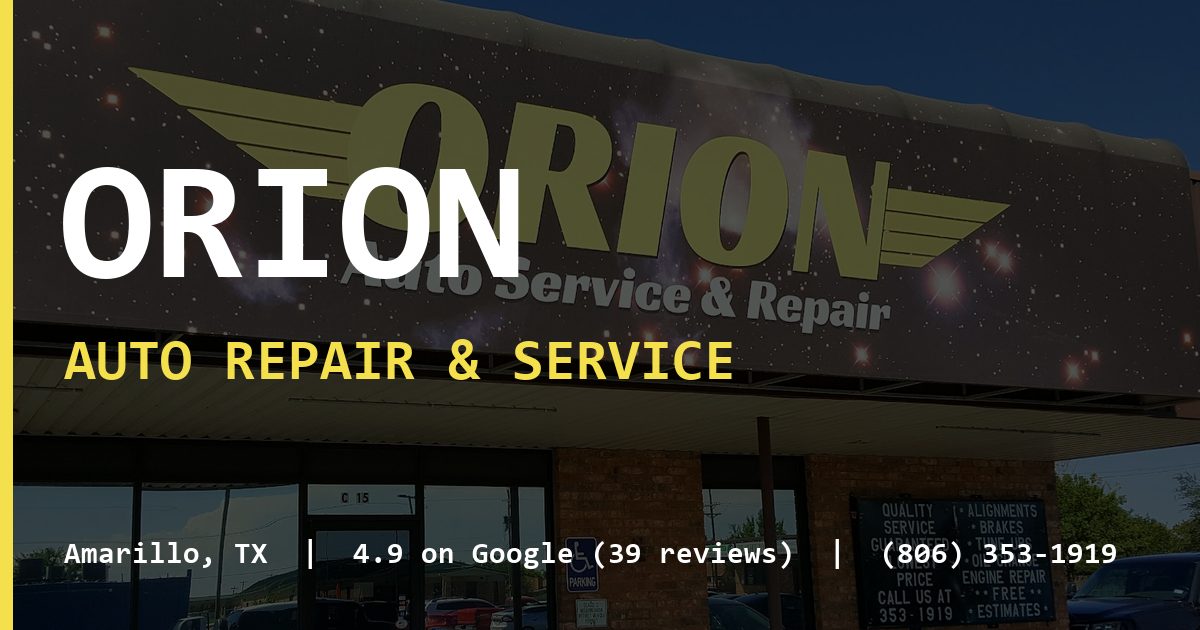 ORION
Auto Service & Repair
ORION
AUTO REPAIR & SERVICE
C 15
Amarillo, TX | 4.9 on Google (39 reviews) | (806) 353-1919
PARKING
QUALITY
SERVICE
PRICE
CALL US AT
353-1919
* ALIGNMENTS
* BRAKES
ENGINE REPAIR
** FREE **
* ESTIMATES *